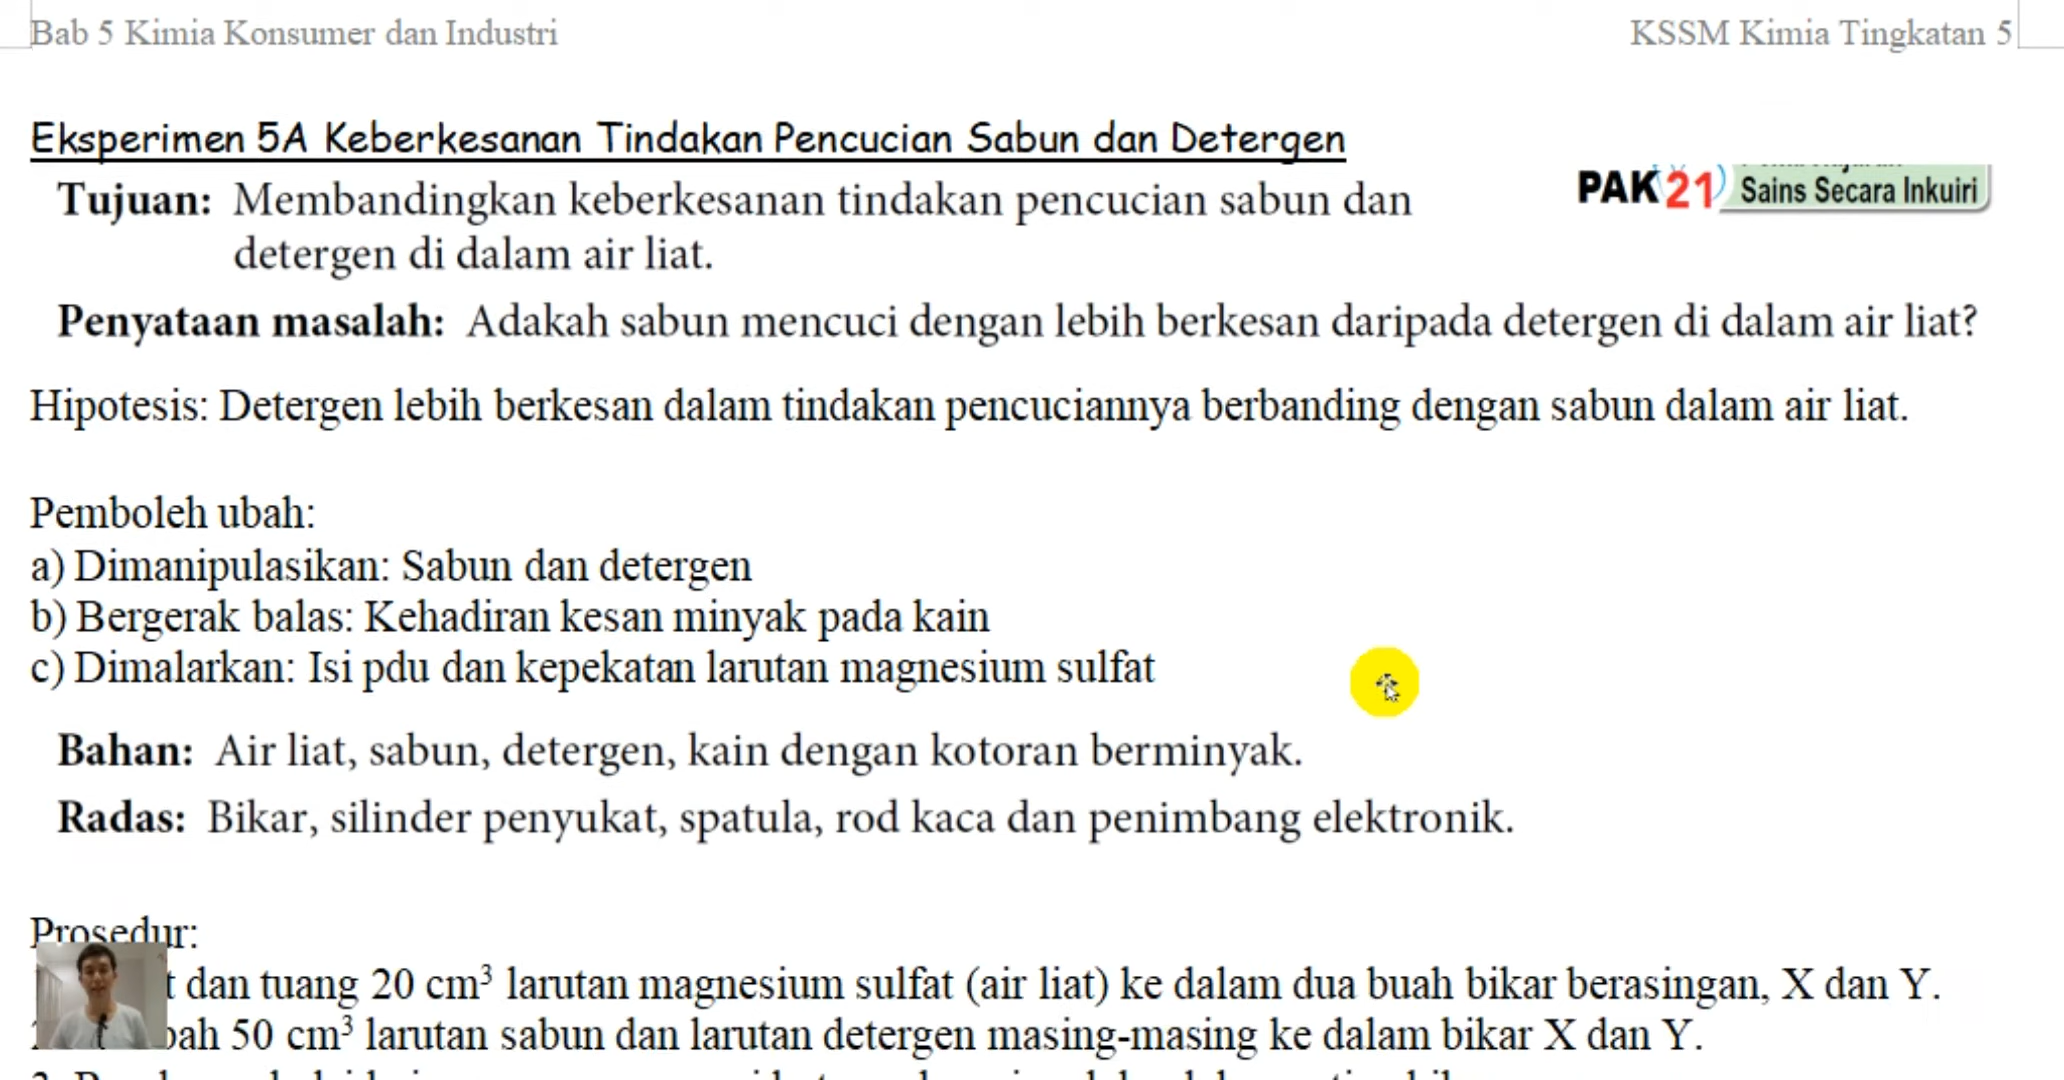 Bab 5 Kimia Konsumer dan Industri
KSSM Kimia Tingkatan 5
Eksperimen 5A Keberkesanan Tindakan Pencucian Sabun dan Detergen
PAK 21 Sains Secara Inkuiri
Tujuan: Membandingkan keberkesanan tindakan pencucian sabun dan
detergen di dalam air liat.
Penyataan masalah: Adakah sabun mencuci dengan lebih berkesan daripada detergen di dalam air liat?
Hipotesis: Detergen lebih berkesan dalam tindakan pencuciannya berbanding dengan sabun dalam air liat.
Pemboleh ubah:
a) Dimanipulasikan: Sabun dan detergen
b) Bergerak balas: Kehadiran kesan minyak pada kain
c) Dimalarkan: Isi pdu dan kepekatan larutan magnesium sulfat
Bahan: Air liat, sabun, detergen, kain dengan kotoran berminyak.
Radas: Bikar, silinder penyukat, spatula, rod kaca dan penimbang elektronik.
Prosedur:
dan tuang 20 cm³ larutan magnesium sulfat (air liat) ke dalam dua buah bikar berasingan, X dan Y.
50 cm³ larutan sabun dan larutan detergen masing-masing ke dalam bikar X dan Y.